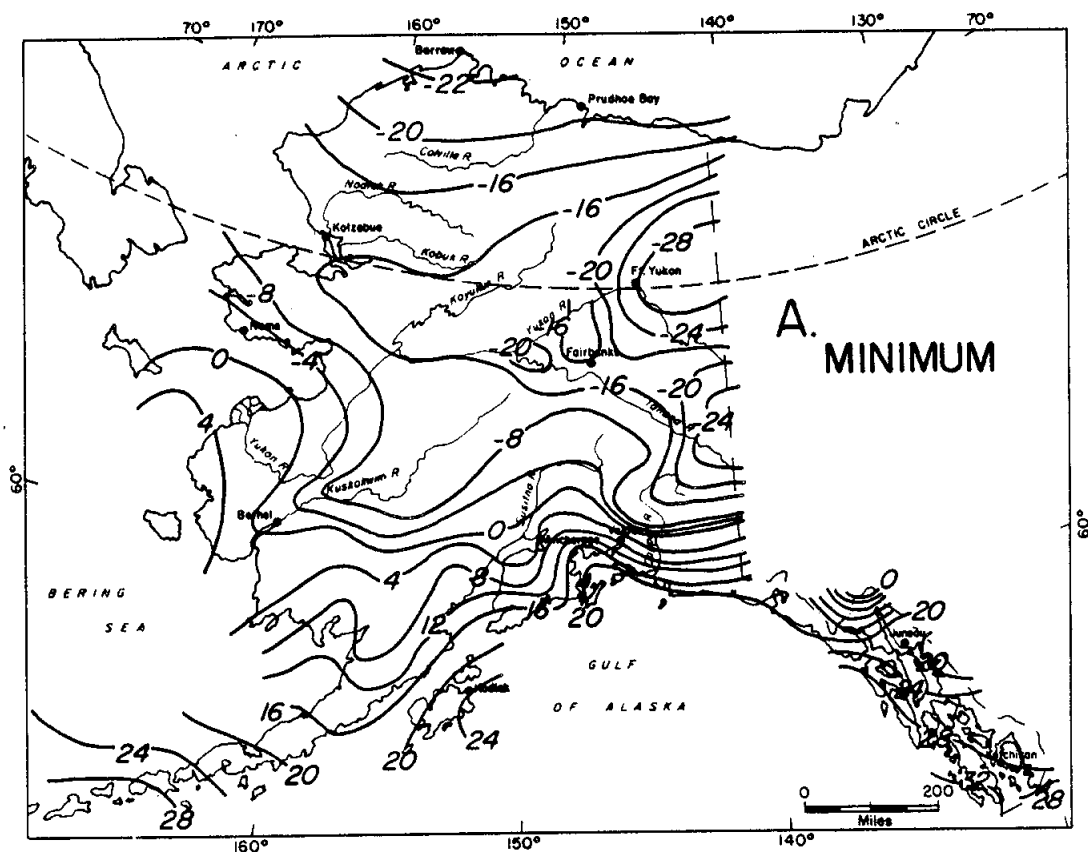 70° 170° 160° 150° 140° 130° 70°
ARCTIC OCEAN
Barrow
-22
Prudhoe Bay
-20
Colville R
-16
Noatak R
-16
Kotzebue
Kobuk R
ARCTIC CIRCLE
-28
-20
Ft. Yukon
Koyukuk R
-8
Nome
Yukon R
16
-24
A.
MINIMUM
-20
Fairbanks
0
-4
-16
-20
4
Tanana R
-24
-8
Yukon R
60°
Kuskokwim R
Susitna R
Bethel
0
Anchorage
60°
4
8
BERING
SEA
12
16
20
0
20
Juneau
GULF
OF ALASKA
Kodiak
16
24
24
20
20
28
Ketchikan
28
0 200
Miles
160° 150° 140°